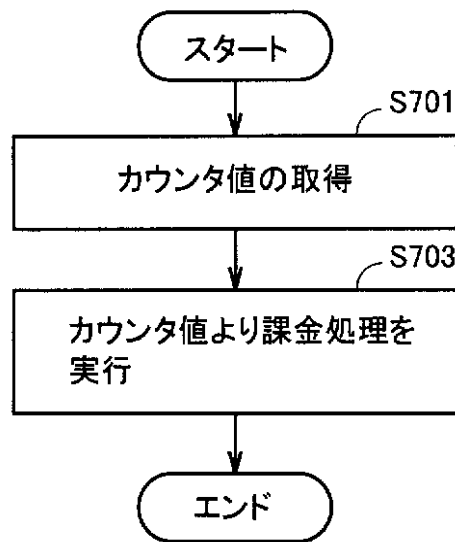 スタート
S701
カウンタ値の取得
S703
カウンタ値より課金処理を
実行
エンド